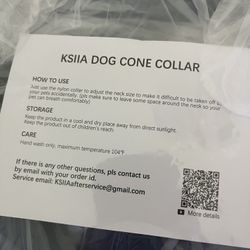 KSIIA DOG CONE COLLAR
HOW TO USE
Just use the nylon collar to adjust the neck size to make it difficult to be taken off by
your pets accidentally. (pls make sure to leave some space around the neck so your
pet can breath comfortably)
STORAGE
Keep the product in a cool and dry place away from direct sunlight.
Keep the product out of children's reach.
CARE
Hand wash only, maximum temperature 104°F
If there is any other questions, pls contact us
by email with your order id.
Service email: KSIIAafterservice@gmail.com
More details